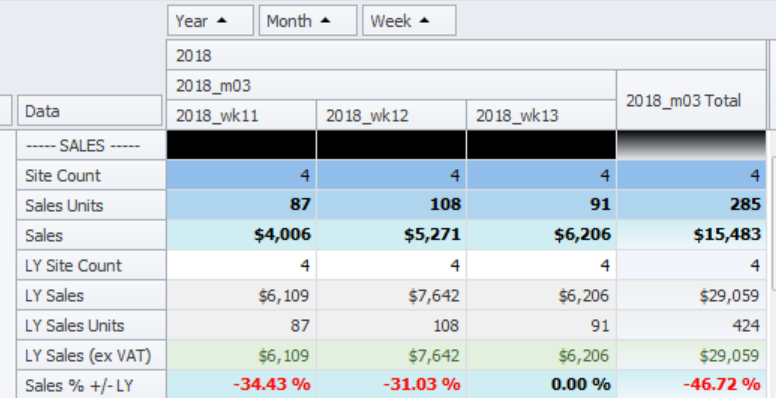 Year Month Week
2018
2018_m03
2018_m03 Total
Data 2018_wk11 2018_wk12 2018_wk13
----- SALES -----
Site Count 4 4 4 4
Sales Units 87 108 91 285
Sales $4,006 $5,271 $6,206 $15,483
LY Site Count 4 4 4 4
LY Sales $6,109 $7,642 $6,206 $29,059
LY Sales Units 87 108 91 424
LY Sales (ex VAT) $6,109 $7,642 $6,206 $29,059
Sales % +/- LY -34.43 % -31.03 % 0.00 % -46.72 %